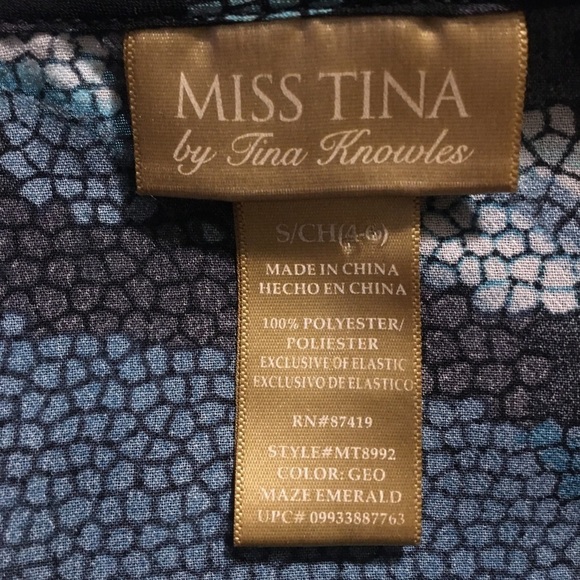 MISS TINA
by Tina Knowles
S/CH(4-6)
MADE IN CHINA
HECHO EN CHINA
100% POLYESTER/
POLIESTER
EXCLUSIVE OF ELASTIC
EXCLUSIVO DE ELASTICO
RN#87419
STYLE#MT8992
COLOR: GEO
MAZE EMERALD
UPC# 09933887763